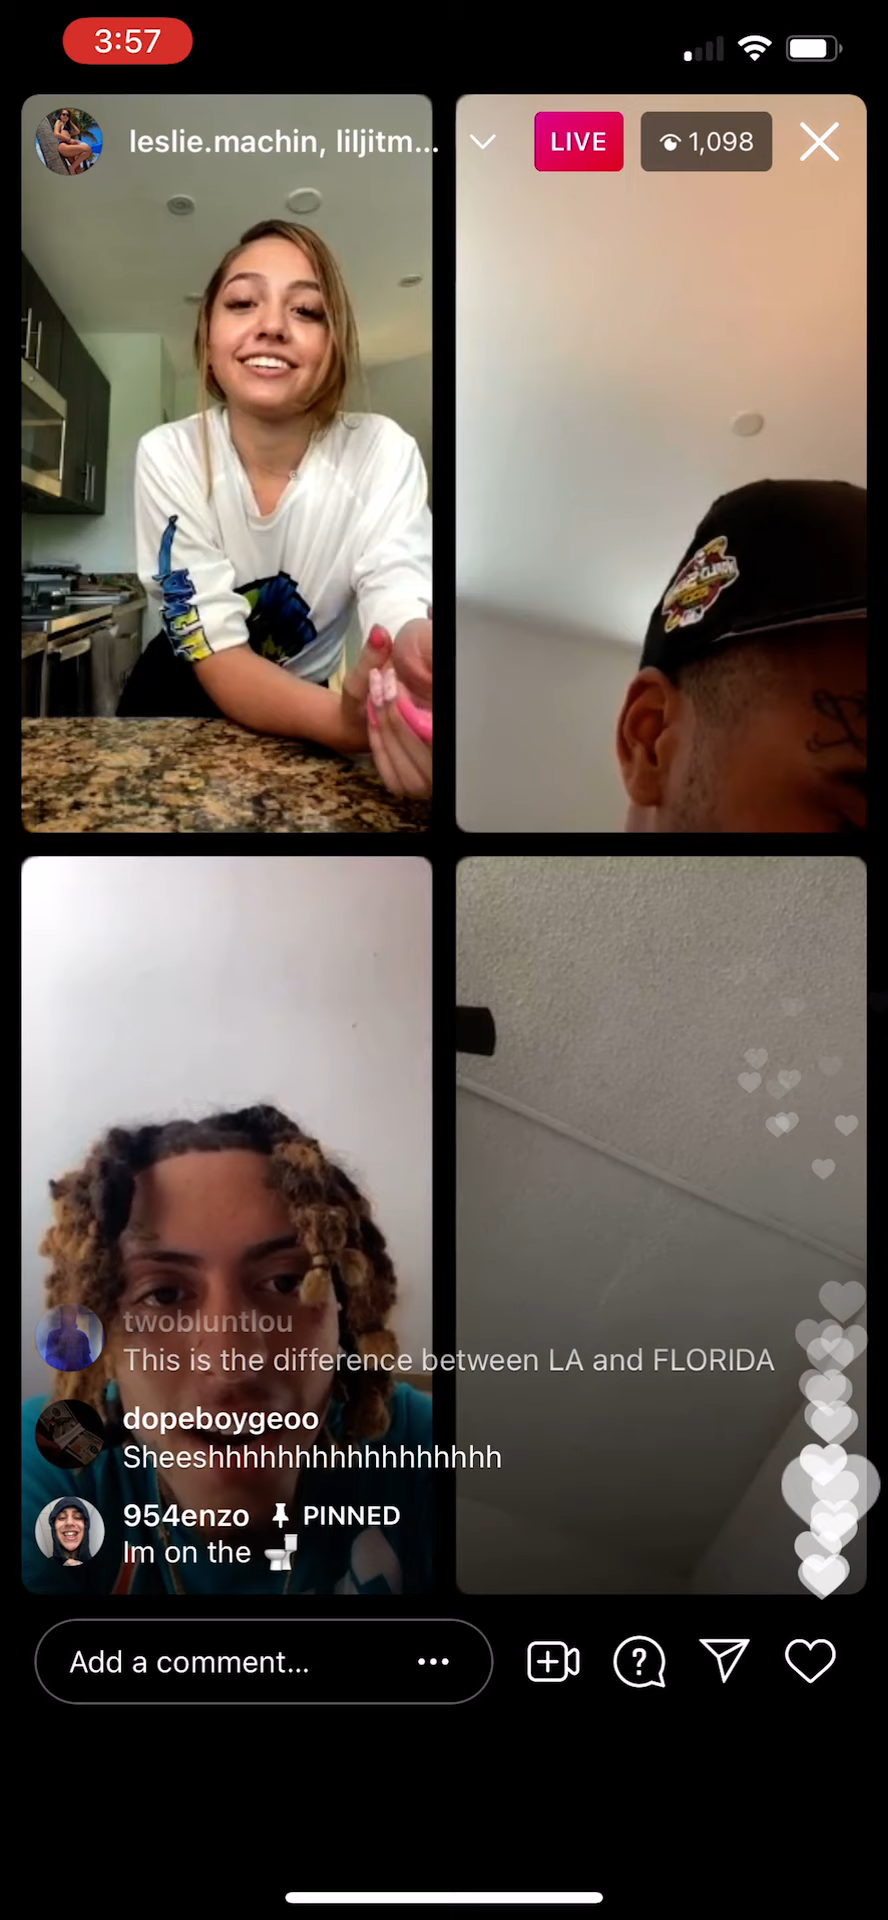 3:57
leslie.machin, liljitm...
LIVE
1,098
twobluntlou
This is the difference between LA and FLORIDA
dopeboygeoo
Sheeshhhhhhhhhhhhhhhhh
954enzo PINNED
Im on the 🚽
Add a comment...